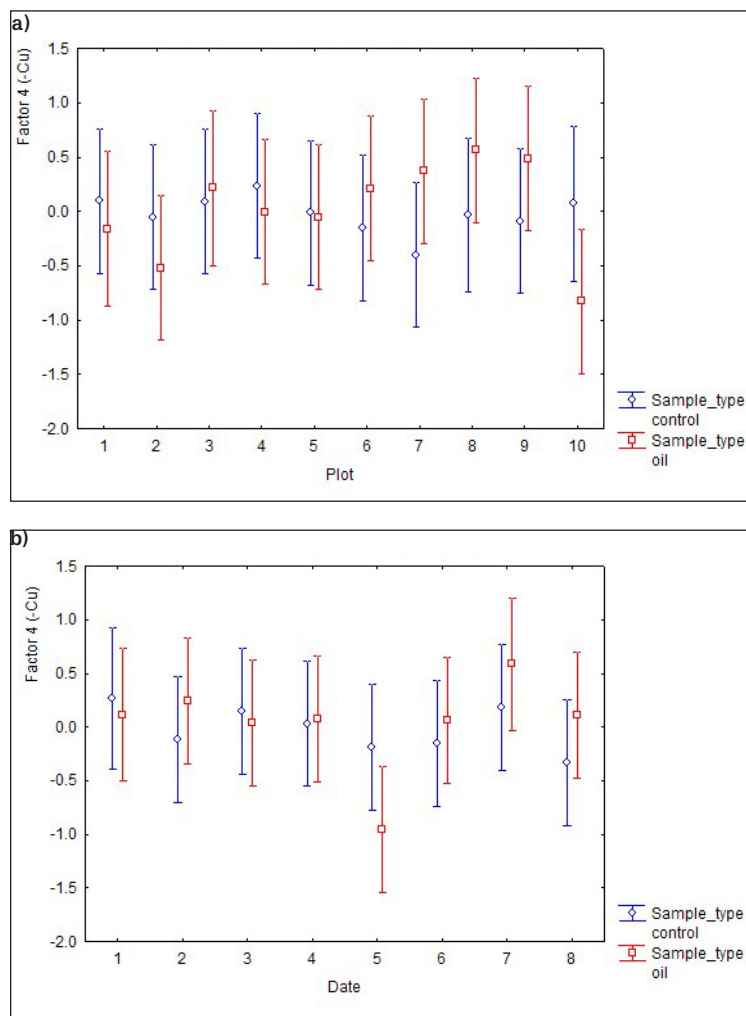 a)
Factor 4 (-Cu)
1.5
1.0
0.5
0.0
-0.5
-1.0
-1.5
-2.0
1 2 3 4 5 6 7 8 9 10
Plot
Sample_type
control
Sample_type
oil
b)
Factor 4 (-Cu)
1.5
1.0
0.5
0.0
-0.5
-1.0
-1.5
-2.0
1 2 3 4 5 6 7 8
Date
Sample_type
control
Sample_type
oil